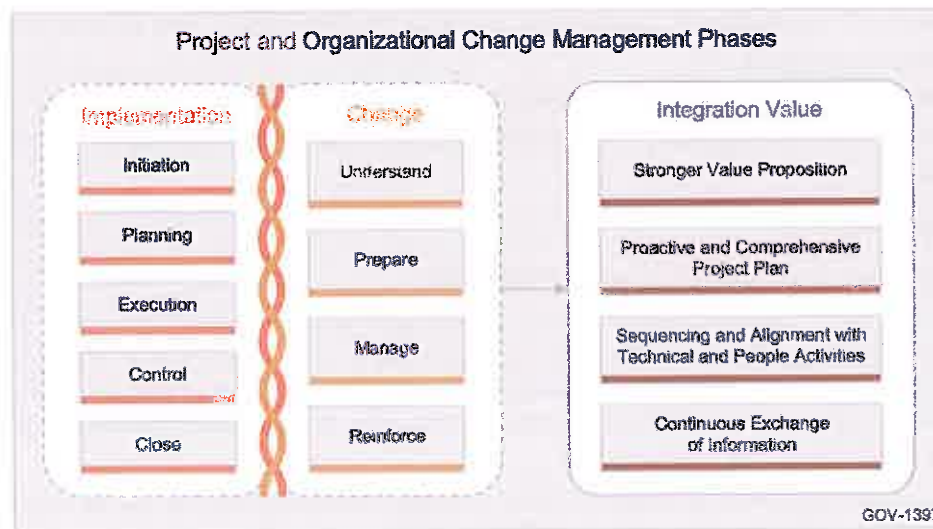 Project and Organizational Change Management Phases
Implementation
Initiation
Planning
Execution
Control
Close
Change
Understand
Prepare
Manage
Reinforce
Integration Value
Stronger Value Proposition
Proactive and Comprehensive
Project Plan
Sequencing and Alignment with
Technical and People Activities
Continuous Exchange
of Information
GOV-1397